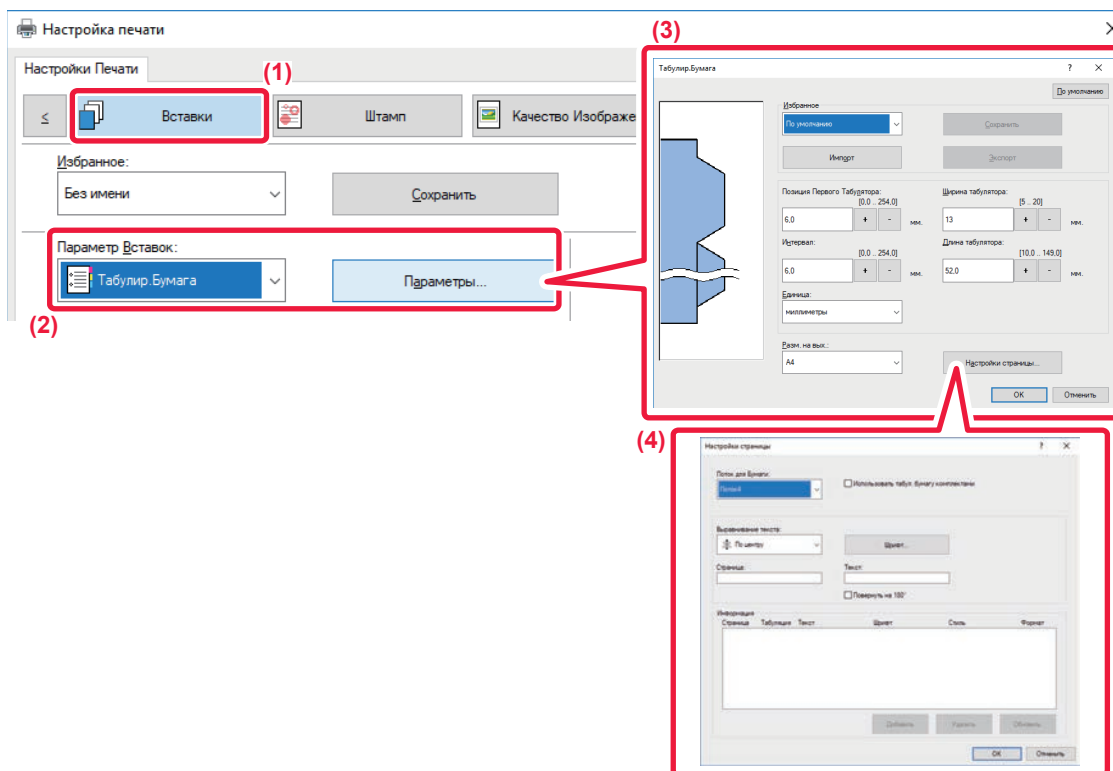 Настройка печати
Настройки Печати
(1)
≤
Вставки
Штамп
Качество Изображе
Избранное:
Без имени
Сохранить
Параметр Вставок:
Табулир.Бумага
Параметры...
(2)
(3)
Табулир.Бумага
?
По умолчанию
Избранное
По умолчанию
Сохранить
Импорт
Экспорт
Позиция Первого Табулятора:
[0.0 .. 254.0]
6,0
+
-
мм.
Ширина табулятора:
[5 .. 20]
13
+
-
мм.
Интервал:
[0.0 .. 254.0]
6,0
+
-
мм.
Длина табулятора:
[10.0 .. 149.0]
52,0
+
-
мм.
Единица:
миллиметры
Разм. на вых.:
A4
Настройки страницы...
OK
Отменить
(4)
Настройки страницы
?
Лоток для Бумаги:
Использовать табул. бумагу комплектами
Выравнивание текста:
По центру
Шрифт...
Страница:
Текст:
Повернуть на 180°
Информация
Страница
Табуляция
Текст
Шрифт
Стиль
Формат
Добавить
Удалить
Обновить
OK
Отменить